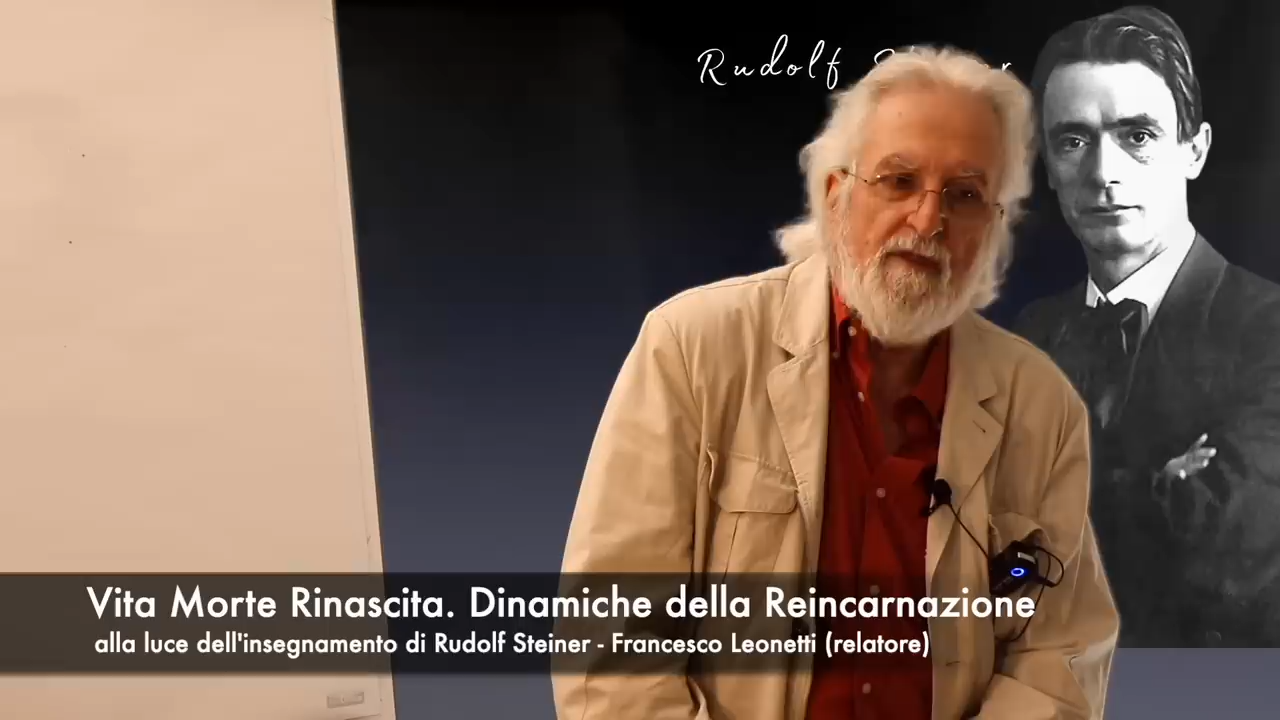 Rudolf
Vita Morte Rinascita. Dinamiche della Reincarnazione
alla luce dell'insegnamento di Rudolf Steiner - Francesco Leonetti (relatore)